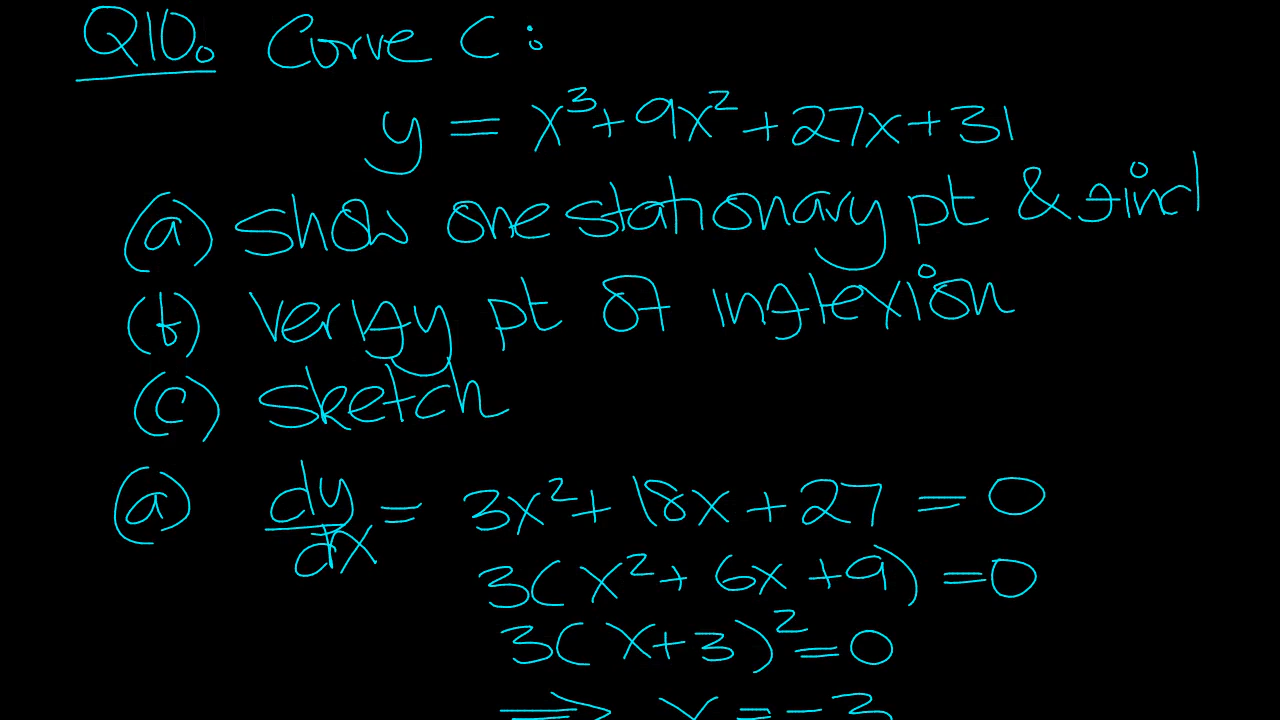 Q10. Curve C:
y = x³ + 9x² + 27x + 31
(a) show one stationary pt & find
(b) verify pt of inflexion
(c) sketch
(a) dy/dx = 3x² + 18x + 27 = 0
3(x² + 6x + 9) = 0
3(x+3)² = 0
⇒ x = -3